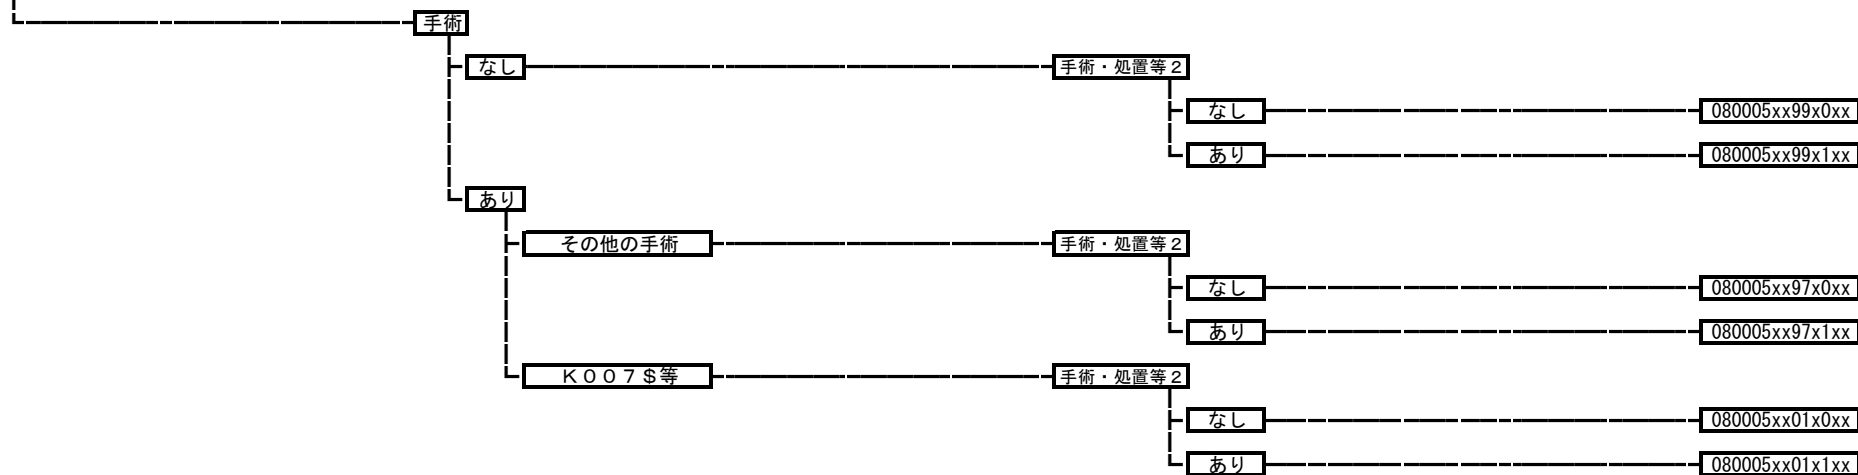 手術
なし
手術・処置等２
なし
080005xx99x0xx
あり
080005xx99x1xx
あり
その他の手術
手術・処置等２
なし
080005xx97x0xx
あり
080005xx97x1xx
Ｋ００７＄等
手術・処置等２
なし
080005xx01x0xx
あり
080005xx01x1xx